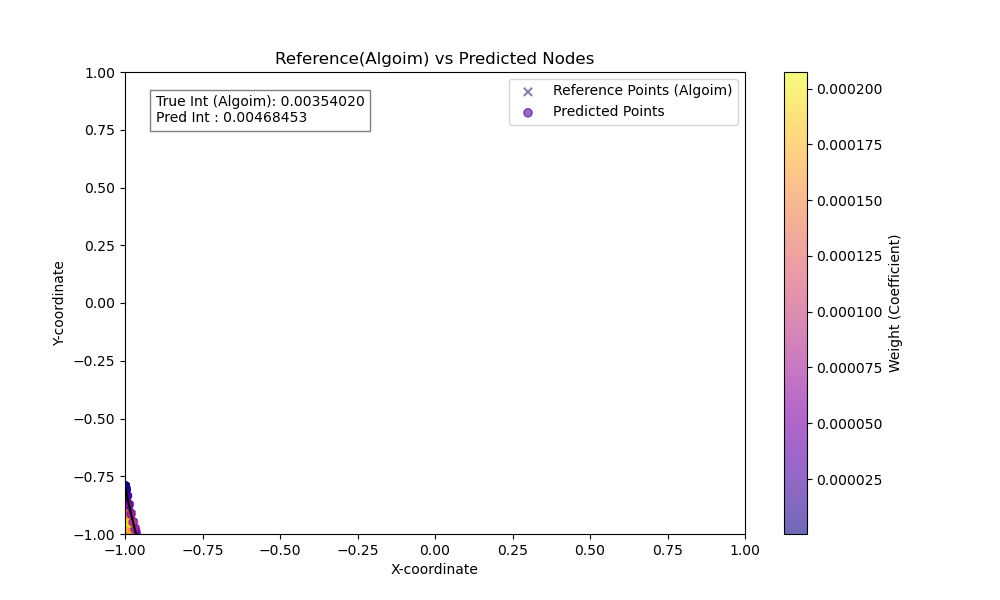 Reference(Algoim) vs Predicted Nodes
True Int (Algoim): 0.00354020
Pred Int : 0.00468453
Reference Points (Algoim)
Predicted Points
1.00
0.75
0.50
0.25
0.00
−0.25
−0.50
−0.75
−1.00
Y-coordinate
−1.00 −0.75 −0.50 −0.25 0.00 0.25 0.50 0.75 1.00
X-coordinate
0.000200
0.000175
0.000150
0.000125
0.000100
0.000075
0.000050
0.000025
Weight (Coefficient)